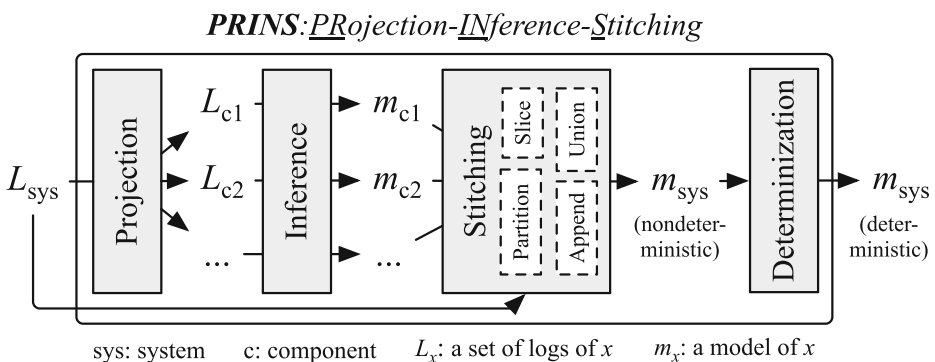 PRINS:PRojection-INference-Stitching
L_sys
Projection
L_c1
L_c2
...
Inference
m_c1
m_c2
...
Stitching
Slice
Union
Partition
Append
m_sys
(nondeter-
ministic)
Determinization
m_sys
(deter-
ministic)
sys: system c: component L_x: a set of logs of x m_x: a model of x